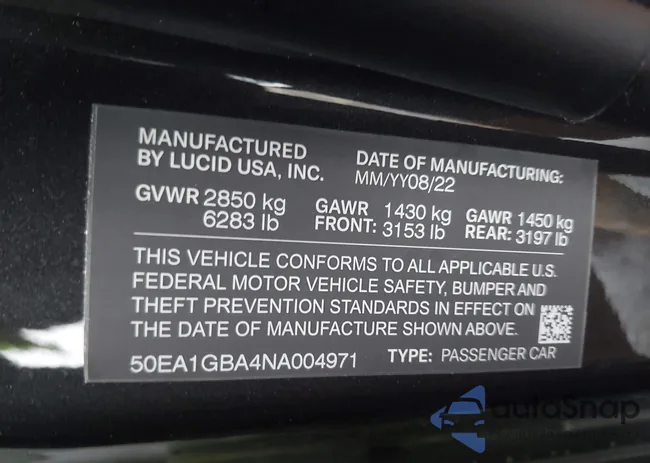 MANUFACTURED
BY LUCID USA, INC.
DATE OF MANUFACTURING:
MM/YY08/22
GVWR 2850 kg
6283 lb
GAWR 1430 kg
FRONT: 3153 lb
GAWR 1450 kg
REAR: 3197 lb
THIS VEHICLE CONFORMS TO ALL APPLICABLE U.S.
FEDERAL MOTOR VEHICLE SAFETY, BUMPER AND
THEFT PREVENTION STANDARDS IN EFFECT ON
THE DATE OF MANUFACTURE SHOWN ABOVE.
50EA1GBA4NA004971
TYPE: PASSENGER CAR
autoSnap